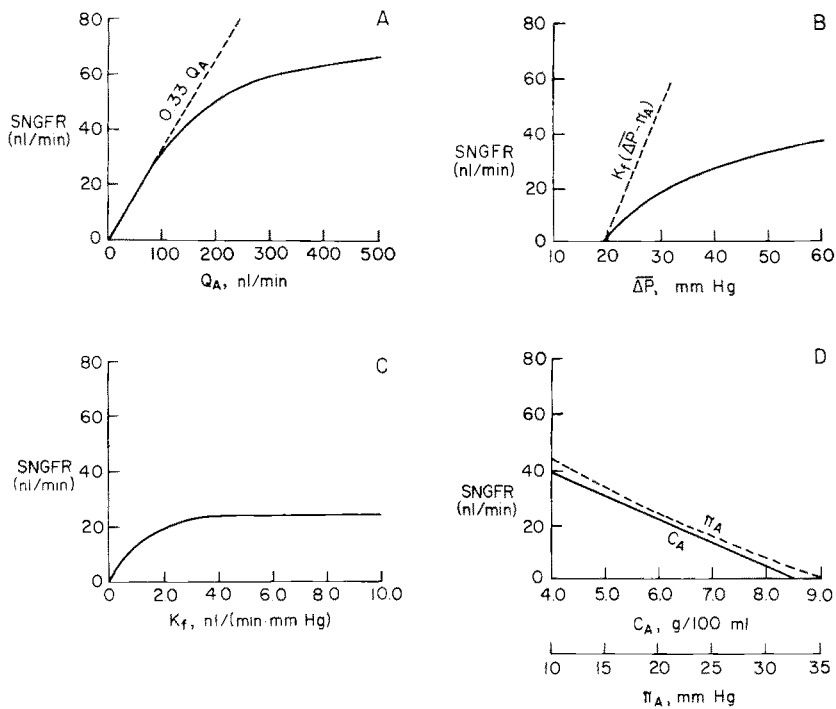 A
80
60
SNGFR
(nl/min)
40
20
0
0.33 QA
0 100 200 300 400 500
QA, nl/min
B
80
60
SNGFR
(nl/min)
40
20
0
Kf(ΔP̅-πA)
10 20 30 40 50 60
ΔP̅, mm Hg
C
80
60
SNGFR
(nl/min)
40
20
0
0 2.0 4.0 6.0 8.0 10.0
Kf, nl/(min·mm Hg)
D
80
60
SNGFR
(nl/min)
40
20
0
πA
CA
4.0 5.0 6.0 7.0 8.0 9.0
CA, g/100 ml
10 15 20 25 30 35
πA, mm Hg